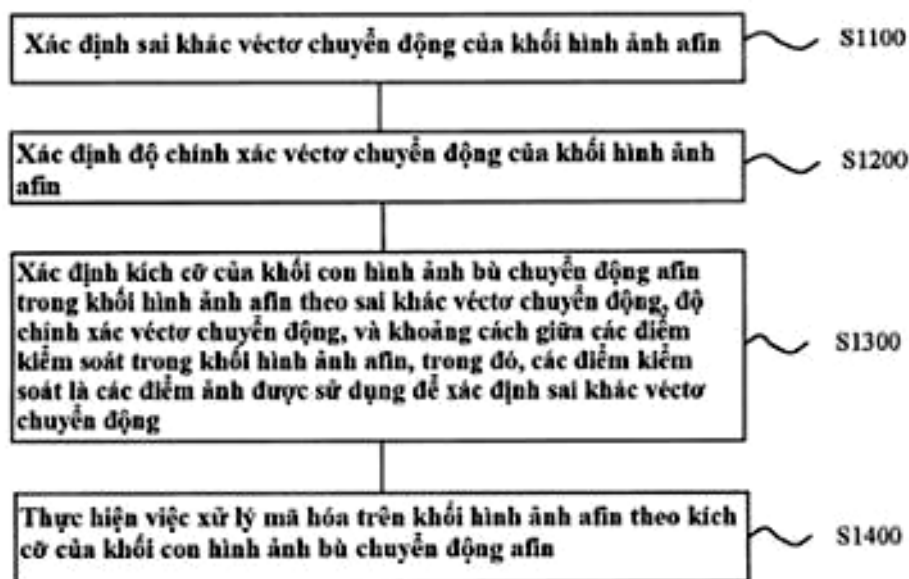 Xác định sai khác véctơ chuyển động của khối hình ảnh afin
S1100
Xác định độ chính xác véctơ chuyển động của khối hình ảnh
afin
S1200
Xác định kích cỡ của khối con hình ảnh bù chuyển động afin
trong khối hình ảnh afin theo sai khác véctơ chuyển động, độ
chính xác véctơ chuyển động, và khoảng cách giữa các điểm
kiểm soát trong khối hình ảnh afin, trong đó, các điểm kiểm
soát là các điểm ảnh được sử dụng để xác định sai khác véctơ
chuyển động
S1300
Thực hiện việc xử lý mã hóa trên khối hình ảnh afin theo kích
cỡ của khối con hình ảnh bù chuyển động afin
S1400